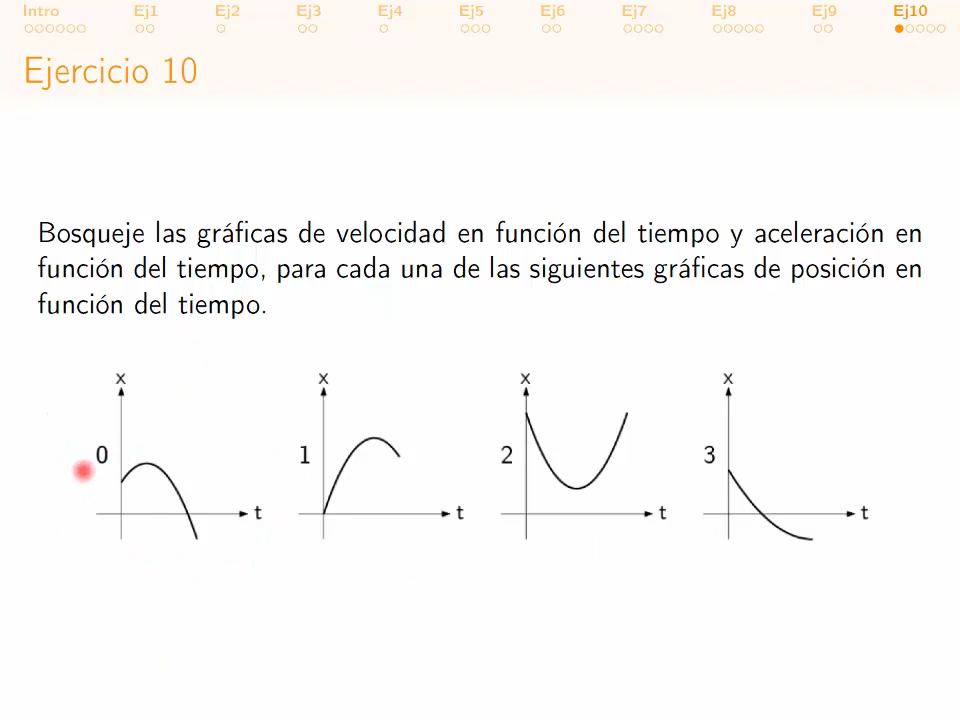 Intro Ej1 Ej2 Ej3 Ej4 Ej5 Ej6 Ej7 Ej8 Ej9 Ej10
Ejercicio 10
Bosqueje las gráficas de velocidad en función del tiempo y aceleración en
función del tiempo, para cada una de las siguientes gráficas de posición en
función del tiempo.
x x x x
0 1 2 3
t t t t